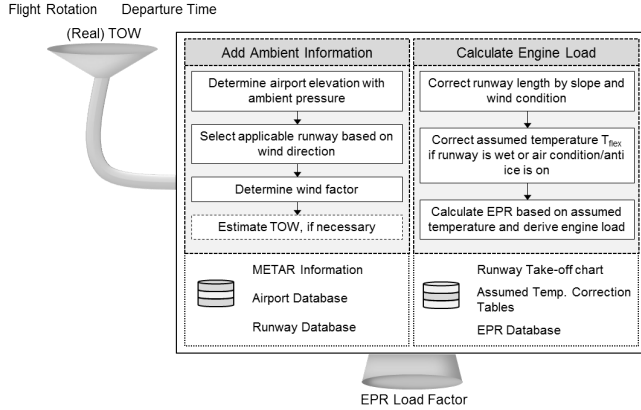 Flight Rotation Departure Time
(Real) TOW
Add Ambient Information
Determine airport elevation with
ambient pressure
Select applicable runway based on
wind direction
Determine wind factor
Estimate TOW, if necessary
METAR Information
Airport Database
Runway Database
Calculate Engine Load
Correct runway length by slope and
wind condition
Correct assumed temperature Tflex
if runway is wet or air condition/anti
ice is on
Calculate EPR based on assumed
temperature and derive engine load
Runway Take-off chart
Assumed Temp. Correction
Tables
EPR Database
EPR Load Factor